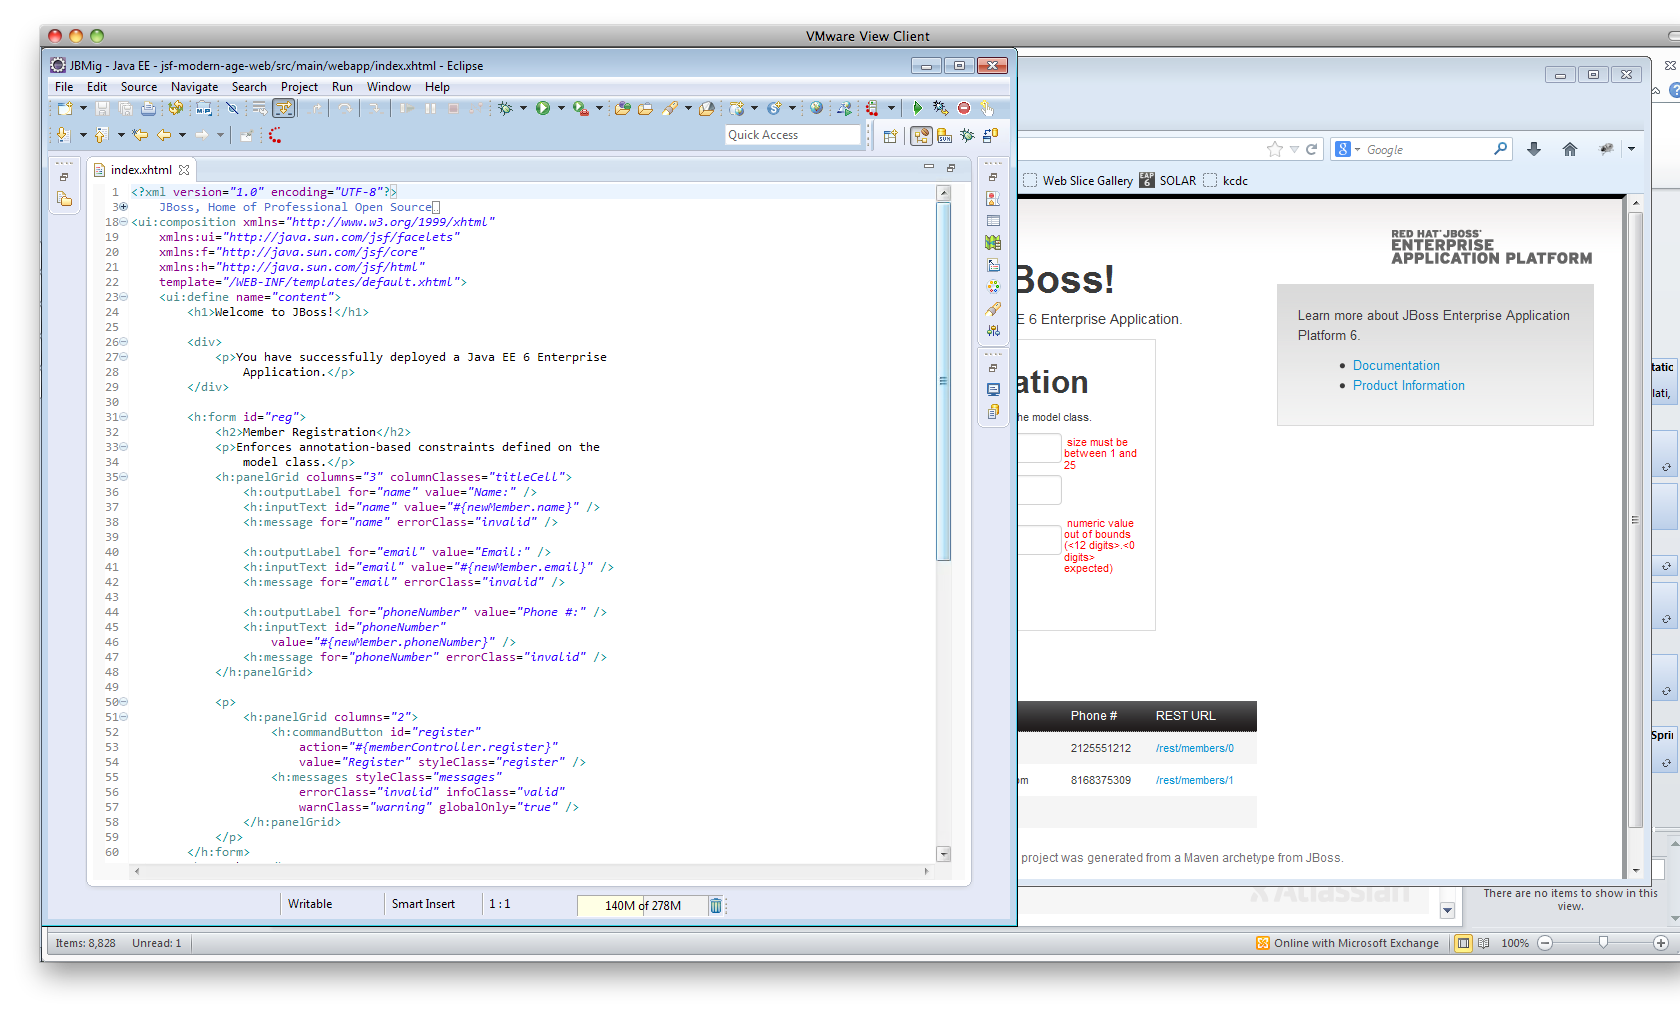 VMware View Client
JBMig - Java EE - jsf-modern-age-web/src/main/webapp/index.xhtml - Eclipse
File Edit Source Navigate Search Project Run Window Help
Quick Access
index.xhtml
1 <?xml version="1.0" encoding="UTF-8"?>
3 JBoss, Home of Professional Open Source
18 <ui:composition xmlns="http://www.w3.org/1999/xhtml"
19 xmlns:ui="http://java.sun.com/jsf/facelets"
20 xmlns:f="http://java.sun.com/jsf/core"
21 xmlns:h="http://java.sun.com/jsf/html"
22 template="/WEB-INF/templates/default.xhtml">
23 <ui:define name="content">
24 <h1>Welcome to JBoss!</h1>
25
26 <div>
27 <p>You have successfully deployed a Java EE 6 Enterprise
28 Application.</p>
29 </div>
30
31 <h:form id="reg">
32 <h2>Member Registration</h2>
33 <p>Enforces annotation-based constraints defined on the
34 model class.</p>
35 <h:panelGrid columns="3" columnClasses="titleCell">
36 <h:outputLabel for="name" value="Name:" />
37 <h:inputText id="name" value="#{newMember.name}" />
38 <h:message for="name" errorClass="invalid" />
39
40 <h:outputLabel for="email" value="Email:" />
41 <h:inputText id="email" value="#{newMember.email}" />
42 <h:message for="email" errorClass="invalid" />
43
44 <h:outputLabel for="phoneNumber" value="Phone #:" />
45 <h:inputText id="phoneNumber"
46 value="#{newMember.phoneNumber}" />
47 <h:message for="phoneNumber" errorClass="invalid" />
48 </h:panelGrid>
49
50 <p>
51 <h:panelGrid columns="2">
52 <h:commandButton id="register"
53 action="#{memberController.register}"
54 value="Register" styleClass="register" />
55 <h:messages styleClass="messages"
56 errorClass="invalid" infoClass="valid"
57 warnClass="warning" globalOnly="true" />
58 </h:panelGrid>
59 </p>
60 </h:form>
Writable Smart Insert 1 : 1 140M of 278M
Google
Web Slice Gallery EAP 6 SOLAR kcdc
RED HAT JBOSS
ENTERPRISE
APPLICATION PLATFORM
Boss!
E 6 Enterprise Application.
Learn more about JBoss Enterprise Application
Platform 6.
Documentation
Product Information
ation
he model class.
size must be
between 1 and
25
numeric value
out of bounds
(<12 digits>.<0
digits>
expected)
Phone # REST URL
2125551212 /rest/members/0
om 8168375309 /rest/members/1
project was generated from a Maven archetype from JBoss.
Atlassian
tatic
lati,
Sprin
There are no items to show in this
view.
Items: 8,828 Unread: 1
Online with Microsoft Exchange 100%